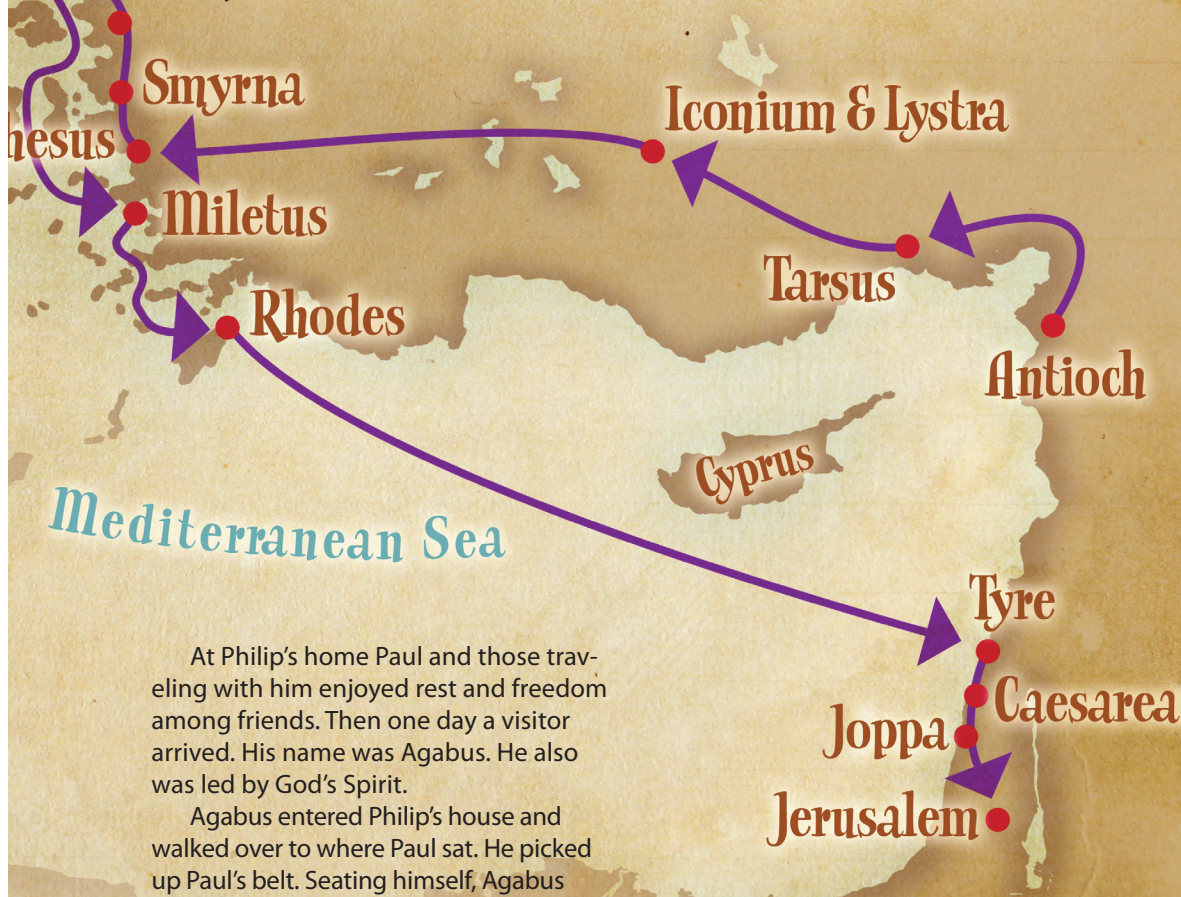 Smyrna
Iconium & Lystra
hesus
Miletus
Tarsus
Rhodes
Antioch
Cyprus
Mediterranean Sea
Tyre
Caesarea
Joppa
Jerusalem
At Philip’s home Paul and those trav-
eling with him enjoyed rest and freedom
among friends. Then one day a visitor
arrived. His name was Agabus. He also
was led by God’s Spirit.
Agabus entered Philip’s house and
walked over to where Paul sat. He picked
up Paul’s belt. Seating himself, Agabus